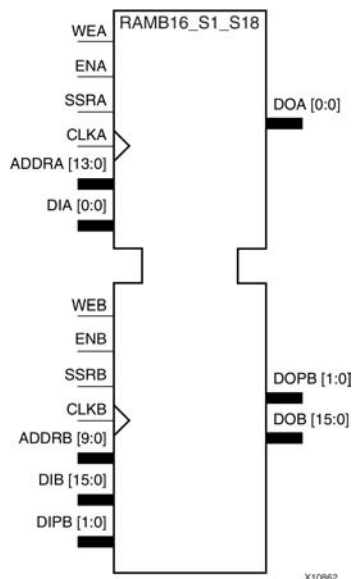 RAMB16_S1_S18
WEA
ENA
SSRA
CLKA
ADDRA [13:0]
DIA [0:0]
DOA [0:0]
WEB
ENB
SSRB
CLKB
ADDRB [9:0]
DIB [15:0]
DIPB [1:0]
DOPB [1:0]
DOB [15:0]
X10862